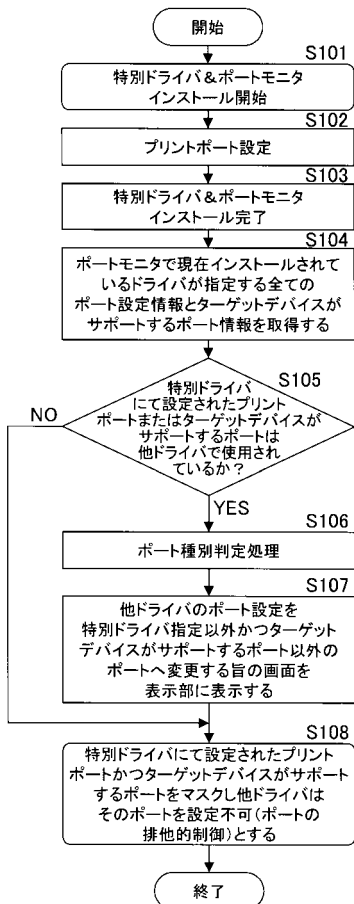 開始
S101
特別ドライバ&ポートモニタ
インストール開始
S102
プリントポート設定
S103
特別ドライバ&ポートモニタ
インストール完了
S104
ポートモニタで現在インストールされて
いるドライバが指定する全ての
ポート設定情報とターゲットデバイスが
サポートするポート情報を取得する
S105
特別ドライバ
にて設定されたプリント
ポートまたはターゲットデバイスが
サポートするポートは
他ドライバで使用され
ているか?
NO
YES
S106
ポート種別判定処理
S107
他ドライバのポート設定を
特別ドライバ指定以外かつターゲット
デバイスがサポートするポート以外の
ポートへ変更する旨の画面を
表示部に表示する
S108
特別ドライバにて設定されたプリント
ポートかつターゲットデバイスがサポート
するポートをマスクし他ドライバは
そのポートを設定不可(ポートの
排他的制御)とする
終了